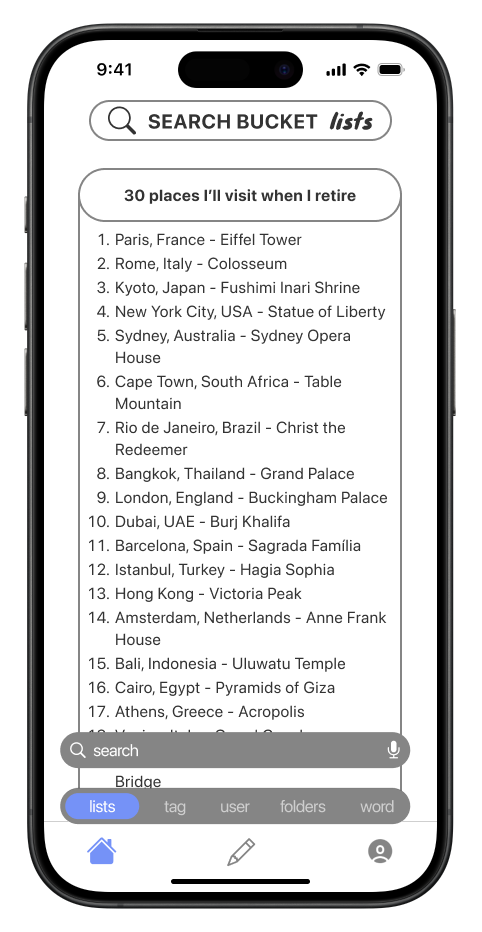 9:41
SEARCH BUCKET lists
30 places I'll visit when I retire
1. Paris, France - Eiffel Tower
2. Rome, Italy - Colosseum
3. Kyoto, Japan - Fushimi Inari Shrine
4. New York City, USA - Statue of Liberty
5. Sydney, Australia - Sydney Opera
House
6. Cape Town, South Africa - Table
Mountain
7. Rio de Janeiro, Brazil - Christ the
Redeemer
8. Bangkok, Thailand - Grand Palace
9. London, England - Buckingham Palace
10. Dubai, UAE - Burj Khalifa
11. Barcelona, Spain - Sagrada Família
12. Istanbul, Turkey - Hagia Sophia
13. Hong Kong - Victoria Peak
14. Amsterdam, Netherlands - Anne Frank
House
15. Bali, Indonesia - Uluwatu Temple
16. Cairo, Egypt - Pyramids of Giza
17. Athens, Greece - Acropolis
search
Bridge
lists tag user folders word